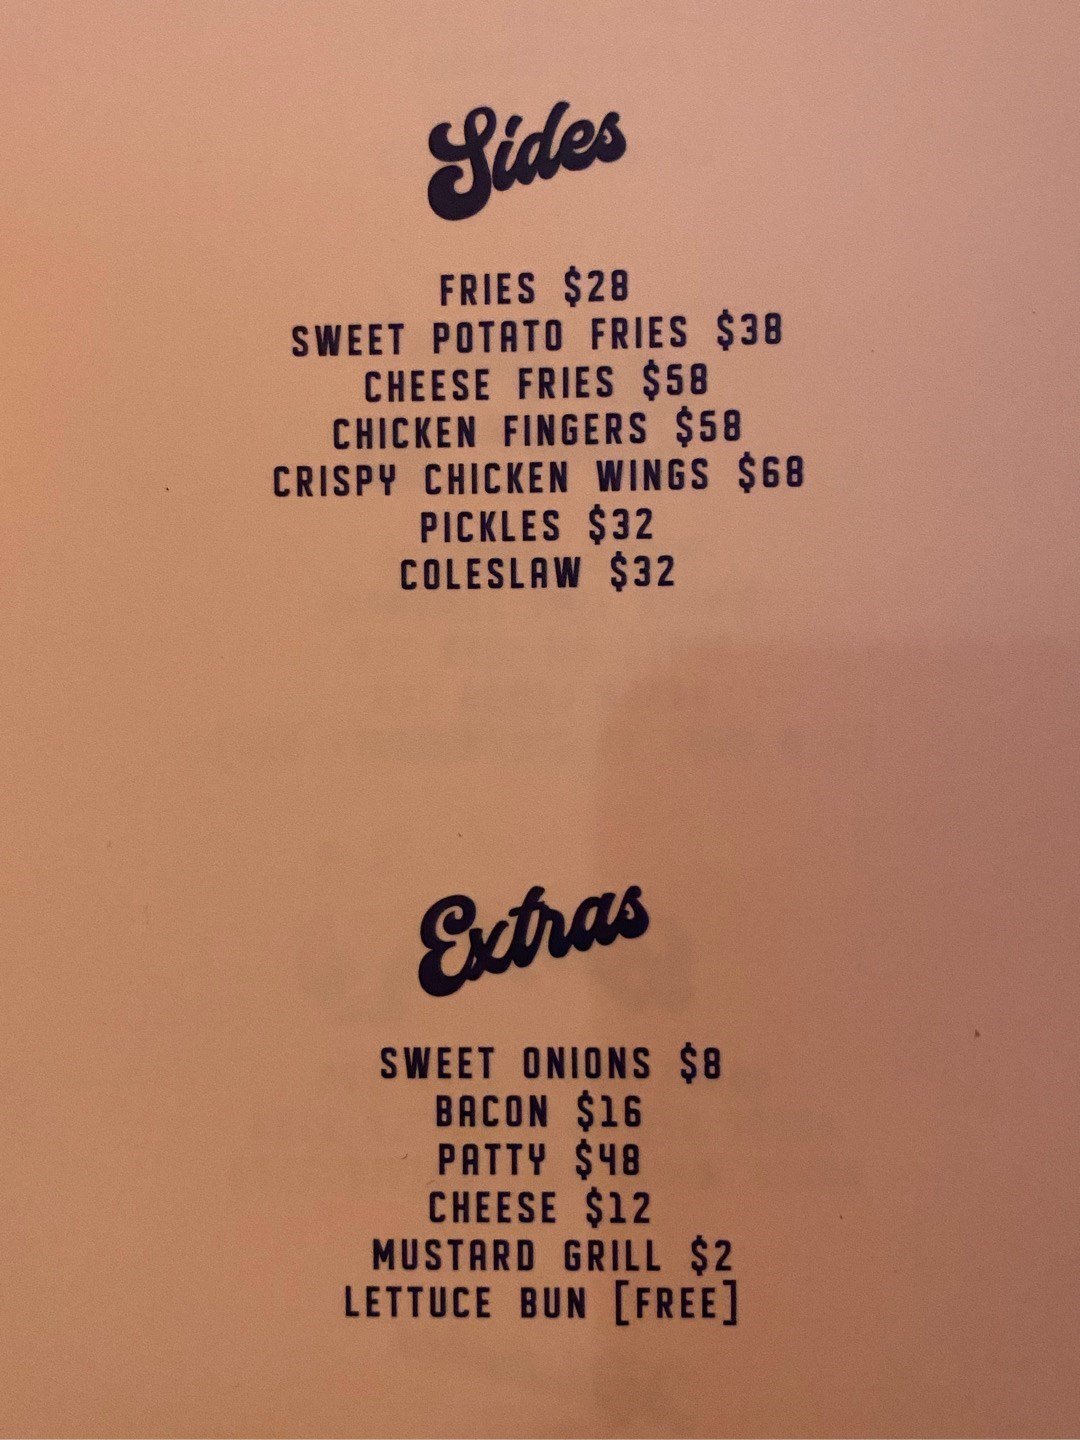 Sides
FRIES $28
SWEET POTATO FRIES $38
CHEESE FRIES $58
CHICKEN FINGERS $58
CRISPY CHICKEN WINGS $68
PICKLES $32
COLESLAW $32
Extras
SWEET ONIONS $8
BACON $16
PATTY $48
CHEESE $12
MUSTARD GRILL $2
LETTUCE BUN [FREE]